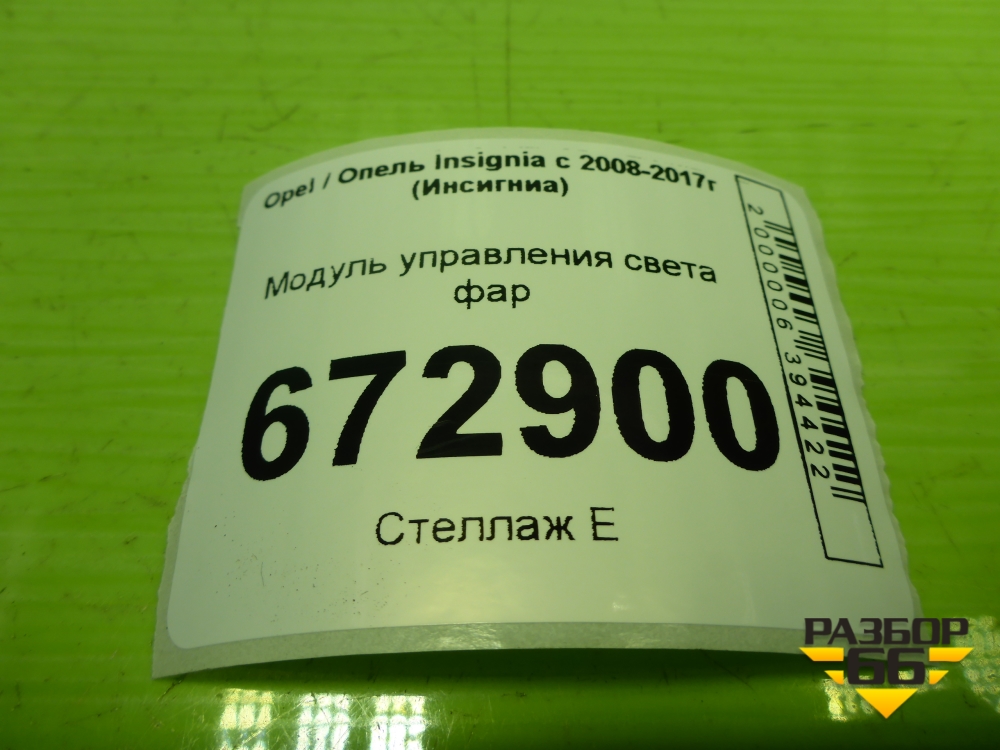 Opel / Опель Insignia с 2008-2017г
(Инсигниа)
Модуль управления света
фар
672900
Стеллаж Е
2000006394422
РАЗБОР
66